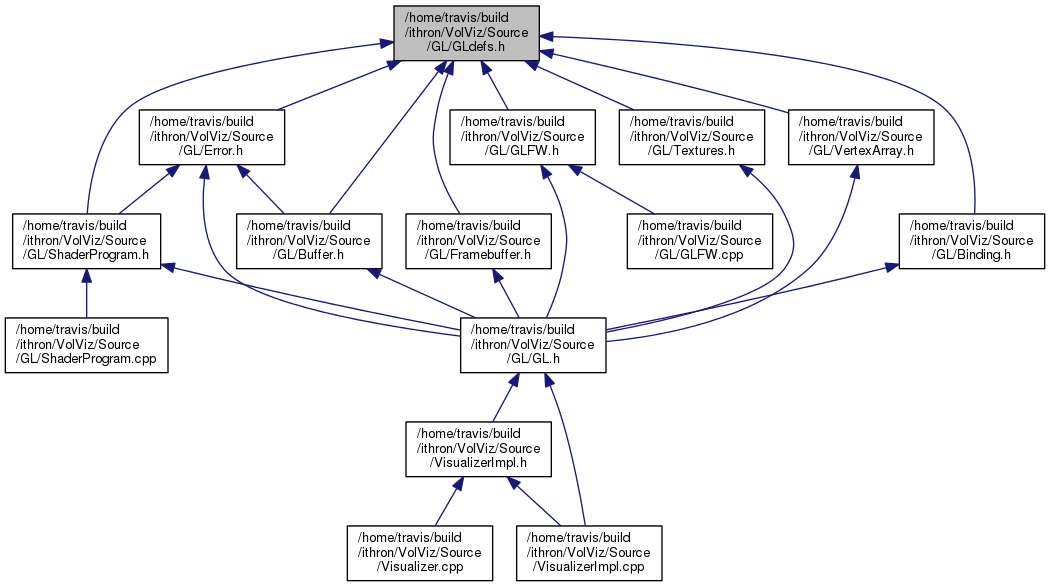 /home/travis/build
/ithron/VolViz/Source
/GL/GLdefs.h
/home/travis/build
/ithron/VolViz/Source
/GL/Error.h
/home/travis/build
/ithron/VolViz/Source
/GL/GLFW.h
/home/travis/build
/ithron/VolViz/Source
/GL/Textures.h
/home/travis/build
/ithron/VolViz/Source
/GL/VertexArray.h
/home/travis/build
/ithron/VolViz/Source
/GL/ShaderProgram.h
/home/travis/build
/ithron/VolViz/Source
/GL/Buffer.h
/home/travis/build
/ithron/VolViz/Source
/GL/Framebuffer.h
/home/travis/build
/ithron/VolViz/Source
/GL/GLFW.cpp
/home/travis/build
/ithron/VolViz/Source
/GL/Binding.h
/home/travis/build
/ithron/VolViz/Source
/GL/ShaderProgram.cpp
/home/travis/build
/ithron/VolViz/Source
/GL/GL.h
/home/travis/build
/ithron/VolViz/Source
/VisualizerImpl.h
/home/travis/build
/ithron/VolViz/Source
/Visualizer.cpp
/home/travis/build
/ithron/VolViz/Source
/VisualizerImpl.cpp